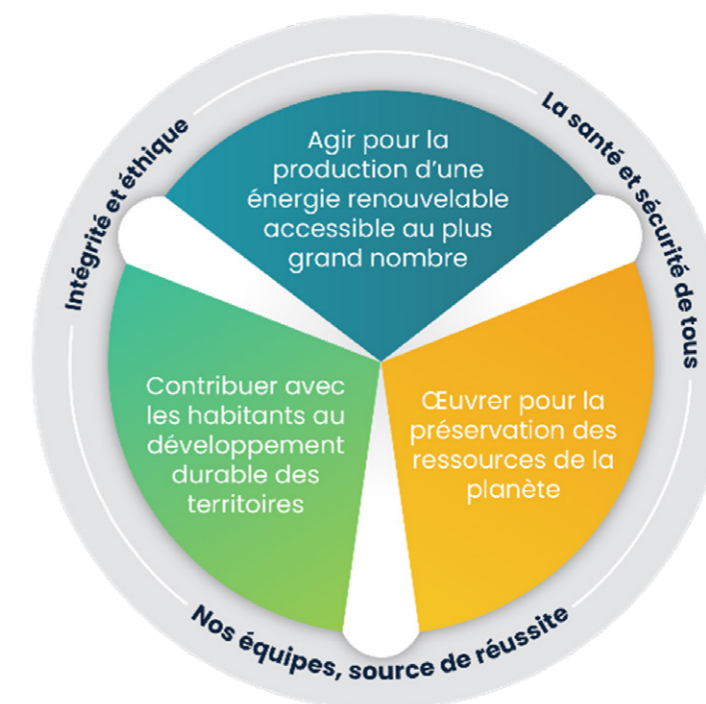 Intégrité et éthique
La santé et sécurité de tous
Agir pour la
production d’une
énergie renouvelable
accessible au plus
grand nombre
Contribuer avec
les habitants au
développement
durable des
territoires
Œuvrer pour la
préservation des
ressources de la
planète
Nos équipes, source de réussite